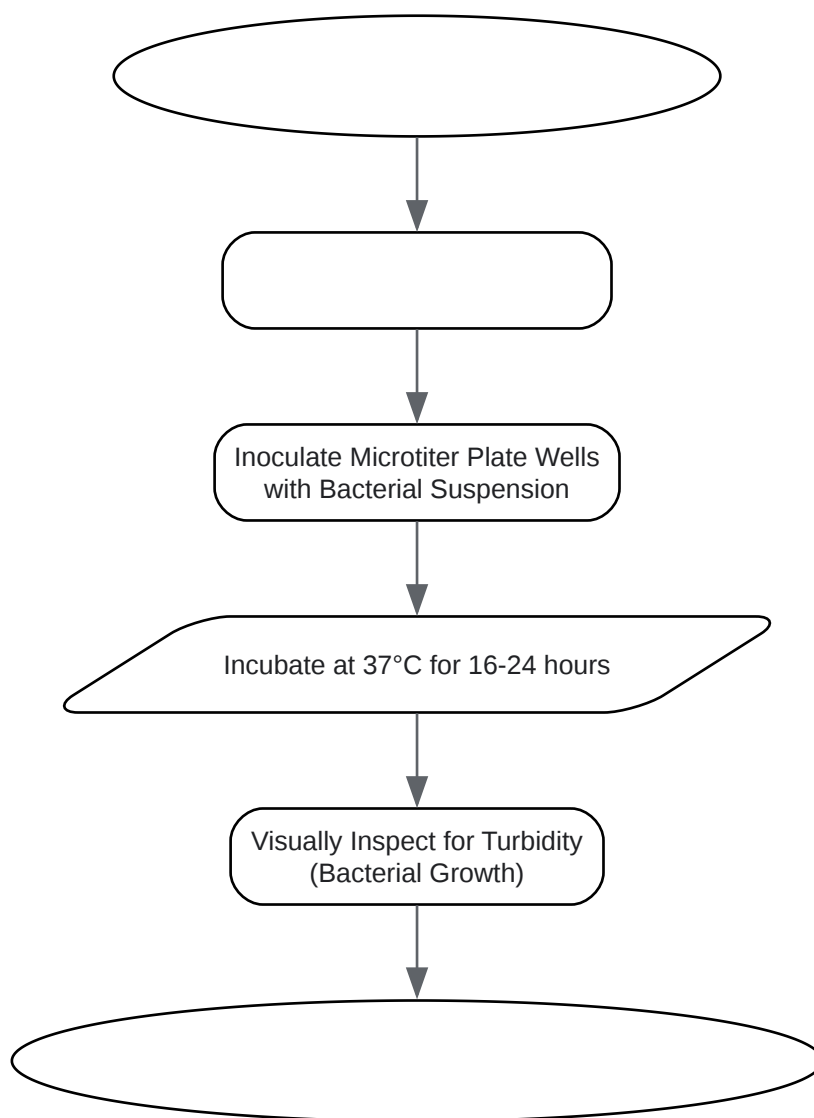 Inoculate Microtiter Plate Wells
with Bacterial Suspension
Incubate at 37°C for 16-24 hours
Visually Inspect for Turbidity
(Bacterial Growth)